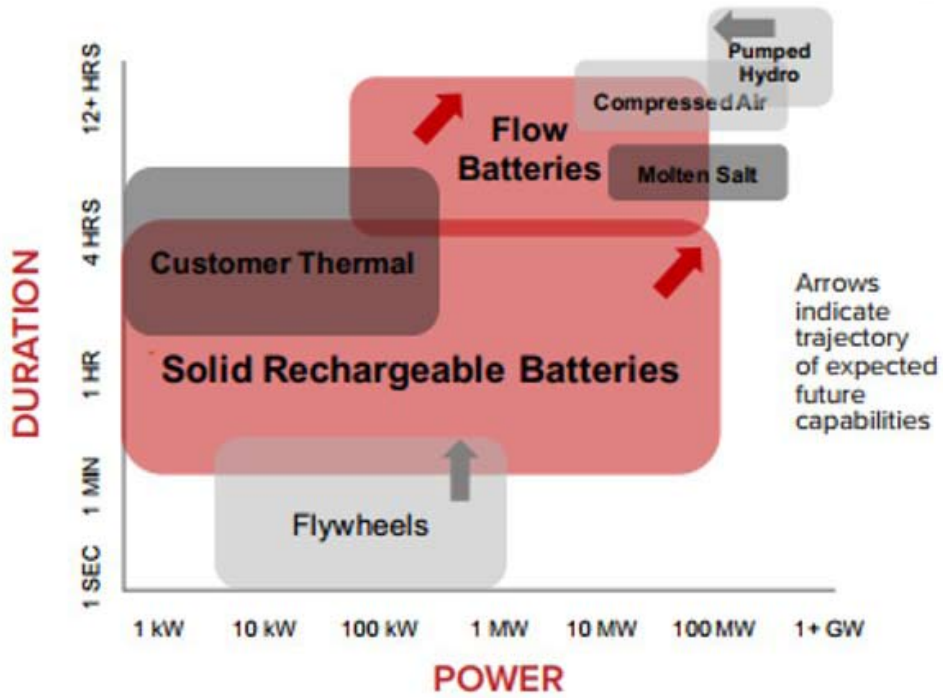 Pumped
Hydro
Compressed Air
Flow
Batteries
Molten Salt
Customer Thermal
Solid Rechargeable Batteries
Flywheels
Arrows
indicate
trajectory
of expected
future
capabilities
DURATION
12+ HRS
4 HRS
1 HR
1 MIN
1 SEC
1 kW
10 kW
100 kW
1 MW
10 MW
100 MW
1+ GW
POWER